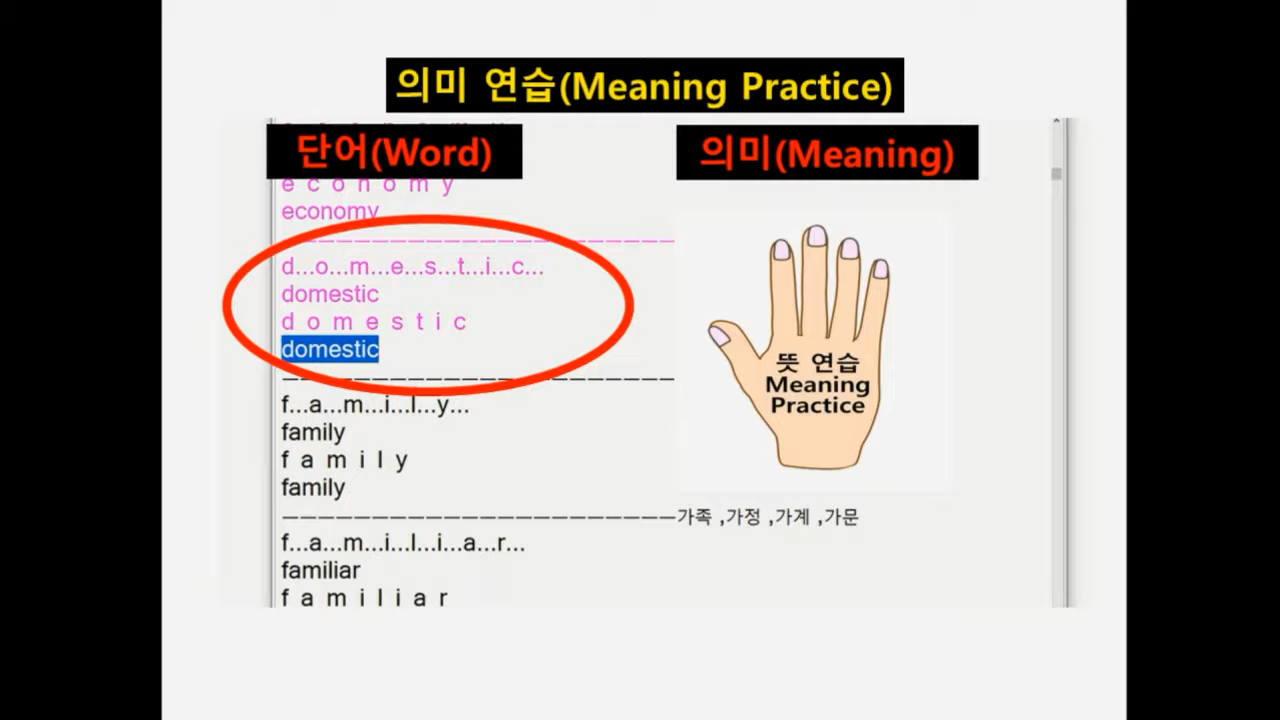 의미 연습(Meaning Practice)
단어(Word)
의미(Meaning)
e c o n o m y
economy
d...o...m...e...s...t...i...c...
domestic
d o m e s t i c
domestic
f...a...m...i...l...y...
family
f a m i l y
family
가족 ,가정 ,가계 ,가문
f...a...m...i...l...i...a...r...
familiar
f a m i l i a r
뜻 연습
Meaning
Practice